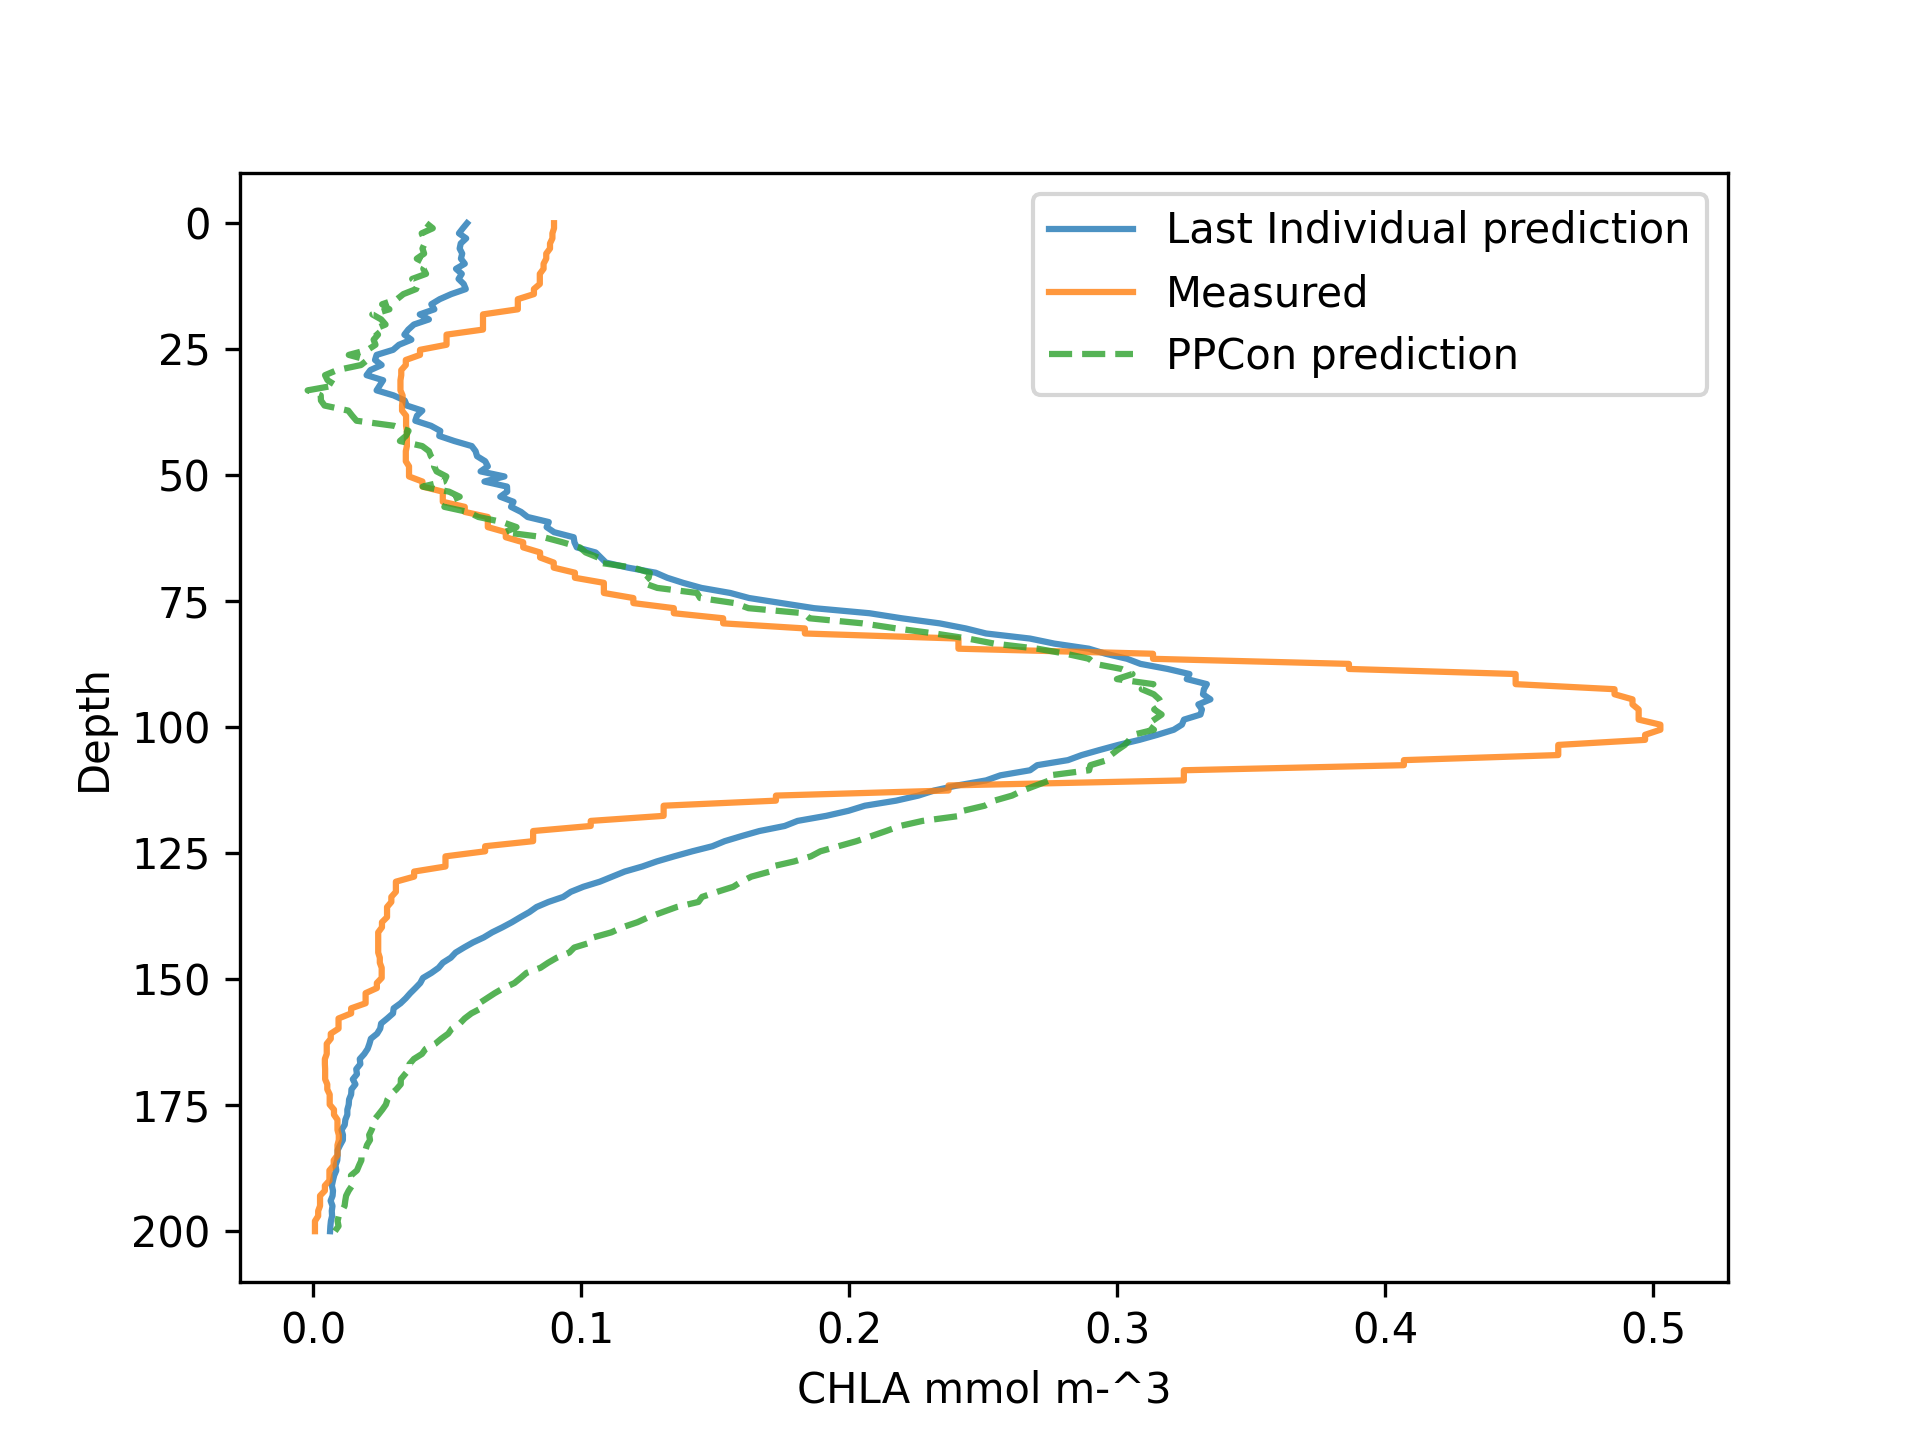 Last Individual prediction
Measured
PPCon prediction
0
25
50
75
100
125
150
175
200
Depth
0.0 0.1 0.2 0.3 0.4 0.5
CHLA mmol m-^3